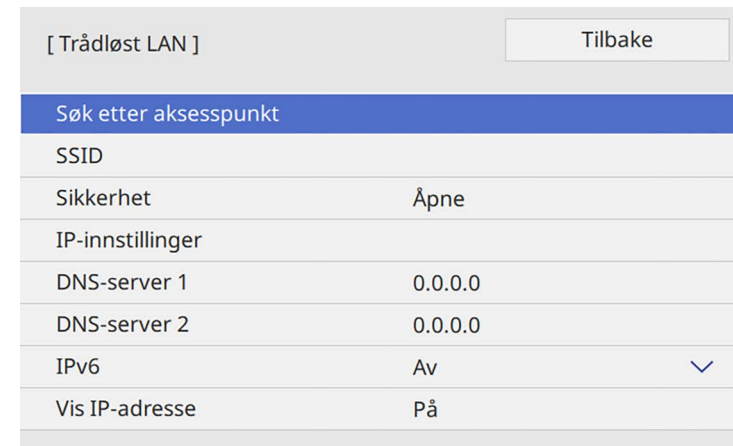 [ Trådløst LAN ] Tilbake
Søk etter aksesspunkt
SSID
Sikkerhet Åpne
IP-innstillinger
DNS-server 1 0.0.0.0
DNS-server 2 0.0.0.0
IPv6 Av
Vis IP-adresse På